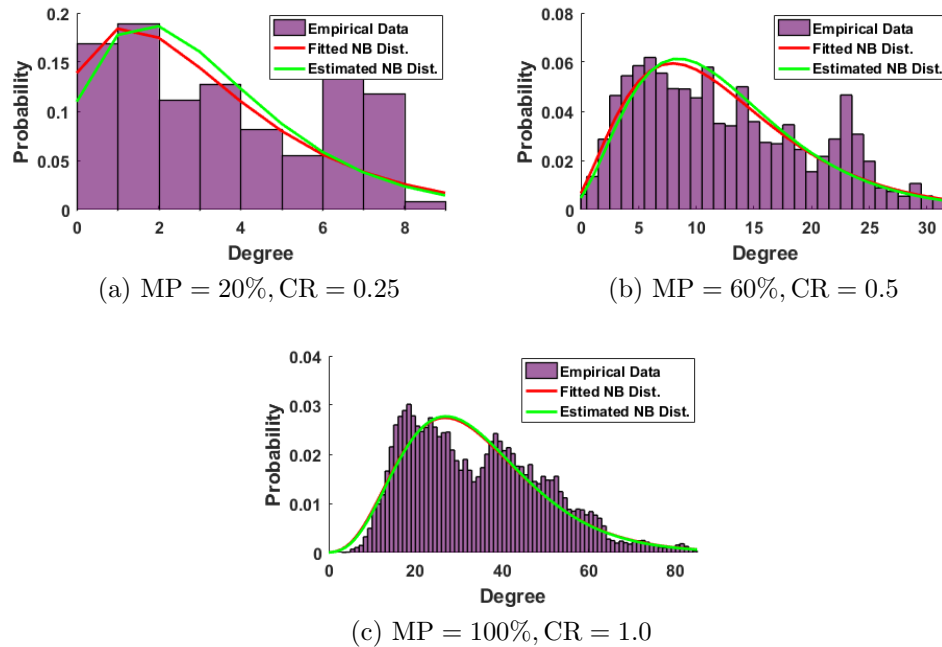 0.2
0.15
0.1
0.05
0
Probability
Empirical Data
Fitted NB Dist.
Estimated NB Dist.
0 2 4 6 8
Degree
(a) MP = 20%, CR = 0.25
0.08
0.06
0.04
0.02
0
Probability
Empirical Data
Fitted NB Dist.
Estimated NB Dist.
0 5 10 15 20 25 30
Degree
(b) MP = 60%, CR = 0.5
0.04
0.03
0.02
0.01
0
Probability
Empirical Data
Fitted NB Dist.
Estimated NB Dist.
0 20 40 60 80
Degree
(c) MP = 100%, CR = 1.0